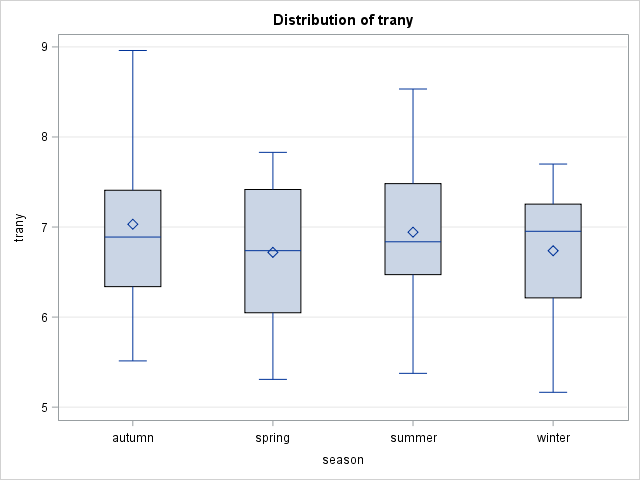 Distribution of trany
9
8
7
6
5
trany
autumn spring summer winter
season